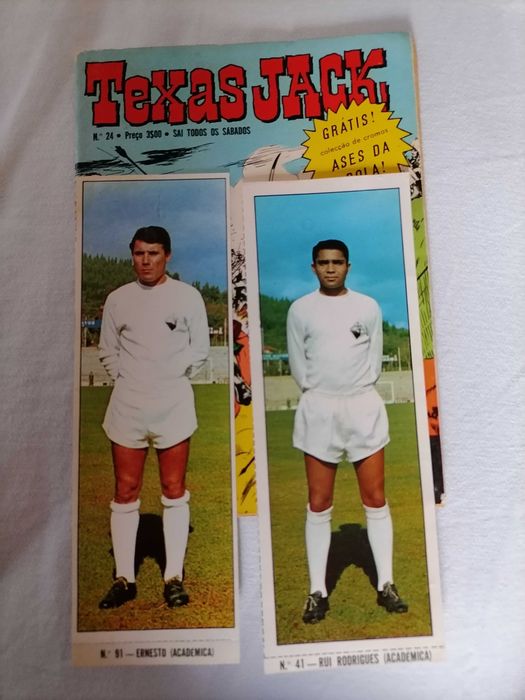 Texas JACK
N.º 24 • Preço 3$00 • SAI TODOS OS SÁBADOS
GRÁTIS!
colecção de cromos
ASES DA
BOLA!
N.º 91 — ERNESTO (ACADÉMICA)
N.º 41 — RUI RODRIGUES (ACADÉMICA)